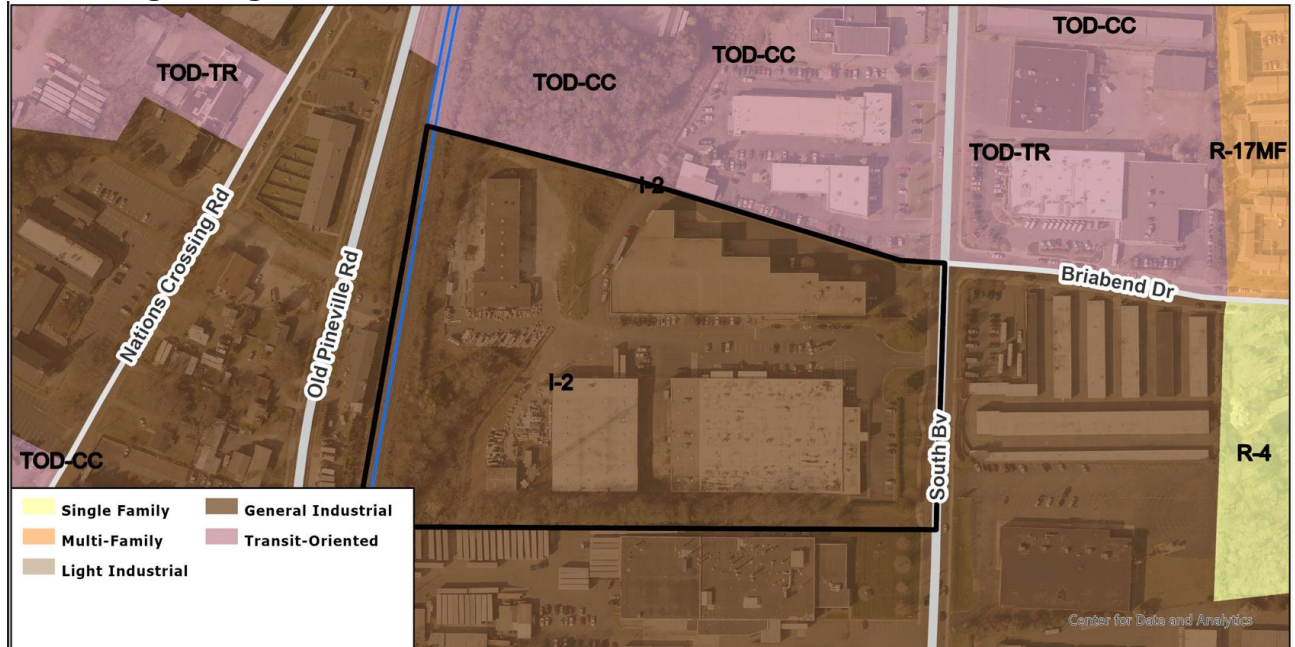 TOD-CC
TOD-CC
TOD-CC
TOD-TR
TOD-TR
R-17MF
I-2
Nations Crossing Rd
Old Pineville Rd
Briabend Dr
I-2
South Bv
TOD-CC
R-4
Single Family
General Industrial
Multi-Family
Transit-Oriented
Light Industrial
Center for Data and Analytics